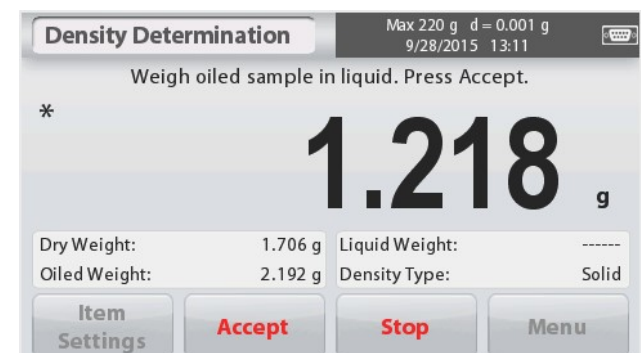 Density Determination
Max 220 g d = 0.001 g
9/28/2015 13:11
Weigh oiled sample in liquid. Press Accept.
*
1.218 g
Dry Weight: 1.706 g Liquid Weight: ------
Oiled Weight: 2.192 g Density Type: Solid
Item
Settings
Accept
Stop
Menu